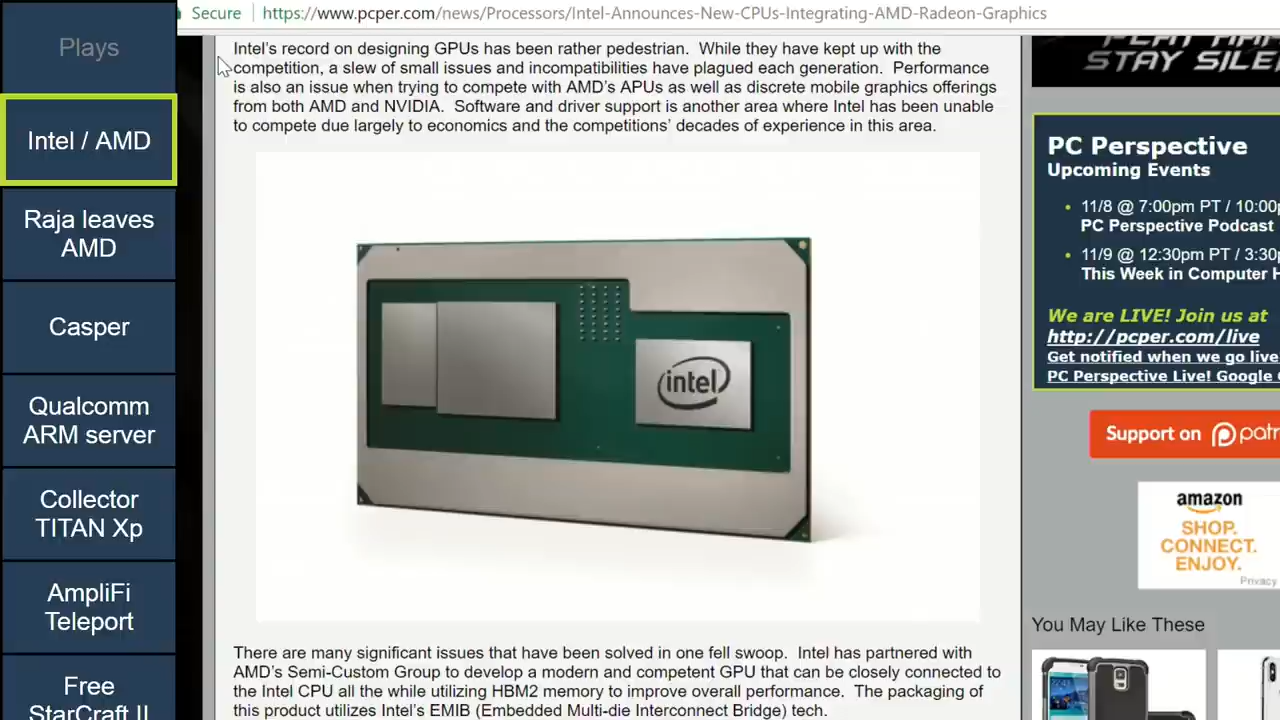 Plays
Intel / AMD
Raja leaves
AMD
Casper
Qualcomm
ARM server
Collector
TITAN Xp
AmpliFi
Teleport
Free
StarCraft II
Secure
https://www.pcper.com/news/Processors/Intel-Announces-New-CPUs-Integrating-AMD-Radeon-Graphics
Intel's record on designing GPUs has been rather pedestrian.  While they have kept up with the
competition, a slew of small issues and incompatibilities have plagued each generation.  Performance
is also an issue when trying to compete with AMD's APUs as well as discrete mobile graphics offerings
from both AMD and NVIDIA.  Software and driver support is another area where Intel has been unable
to compete due largely to economics and the competitions' decades of experience in this area.
intel
There are many significant issues that have been solved in one fell swoop.  Intel has partnered with
AMD's Semi-Custom Group to develop a modern and competent GPU that can be closely connected to
the Intel CPU all the while utilizing HBM2 memory to improve overall performance.  The packaging of
this product utilizes Intel's EMIB (Embedded Multi-die Interconnect Bridge) tech.
STAY
PC Perspective
Upcoming Events
• 11/8 @ 7:00pm PT / 10:00
PC Perspective Podcast
• 11/9 @ 12:30pm PT / 3:30
This Week in Computer
We are LIVE! Join us at
http://pcper.com/live
Get notified when we go live
PC Perspective Live! Google
Support on
amazon
SHOP.
CONNECT.
ENJOY.
Privacy
You May Like These